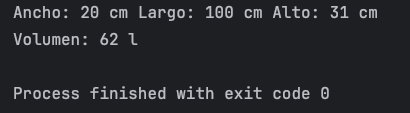 Ancho: 20 cm Largo: 100 cm Alto: 31 cm
Volumen: 62 l
Process finished with exit code 0